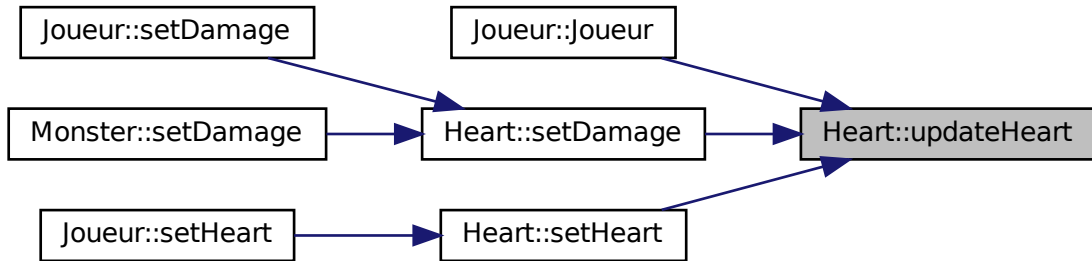 Joueur::setDamage
Joueur::Joueur
Monster::setDamage
Heart::setDamage
Heart::updateHeart
Joueur::setHeart
Heart::setHeart